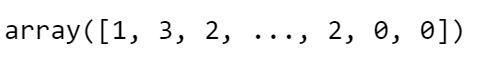 array([1, 3, 2, ..., 2, 0, 0])